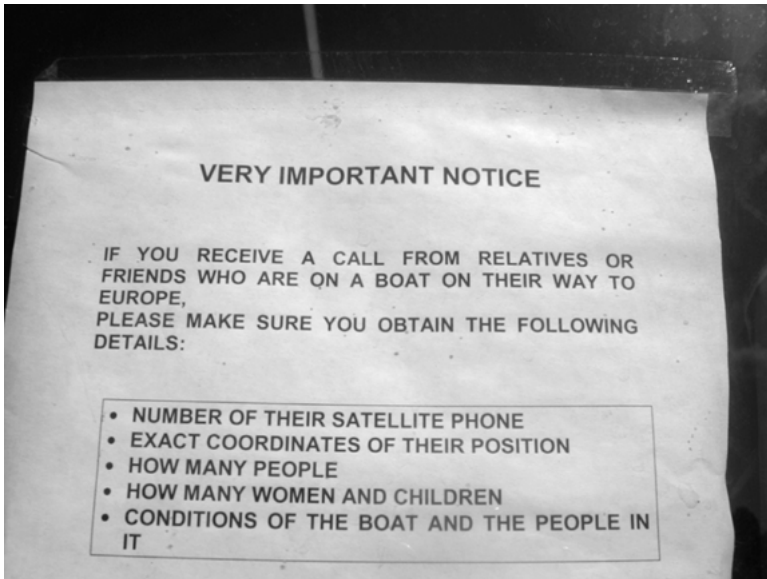 VERY IMPORTANT NOTICE
IF YOU RECEIVE A CALL FROM RELATIVES OR
FRIENDS WHO ARE ON A BOAT ON THEIR WAY TO
EUROPE,
PLEASE MAKE SURE YOU OBTAIN THE FOLLOWING
DETAILS:
• NUMBER OF THEIR SATELLITE PHONE
• EXACT COORDINATES OF THEIR POSITION
• HOW MANY PEOPLE
• HOW MANY WOMEN AND CHILDREN
• CONDITIONS OF THE BOAT AND THE PEOPLE IN
IT